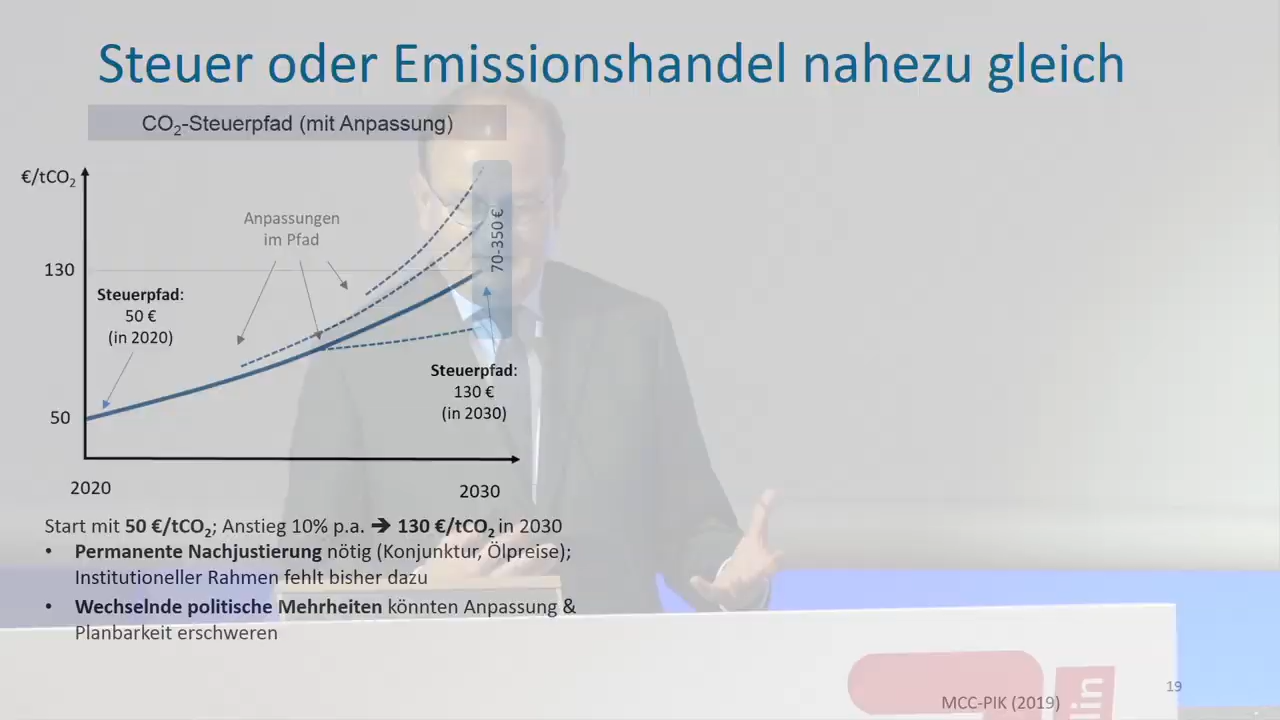 Steuer oder Emissionshandel nahezu gleich
CO₂-Steuerpfad (mit Anpassung)
€/tCO₂
Anpassungen
im Pfad
70-350 €
130
Steuerpfad:
50 €
(in 2020)
Steuerpfad:
130 €
(in 2030)
50
2020
2030
Start mit 50 €/tCO₂; Anstieg 10% p.a. ➔ 130 €/tCO₂ in 2030
• Permanente Nachjustierung nötig (Konjunktur, Ölpreise);
Institutioneller Rahmen fehlt bisher dazu
• Wechselnde politische Mehrheiten könnten Anpassung &
Planbarkeit erschweren
lin
MCC-PIK (2019)
19